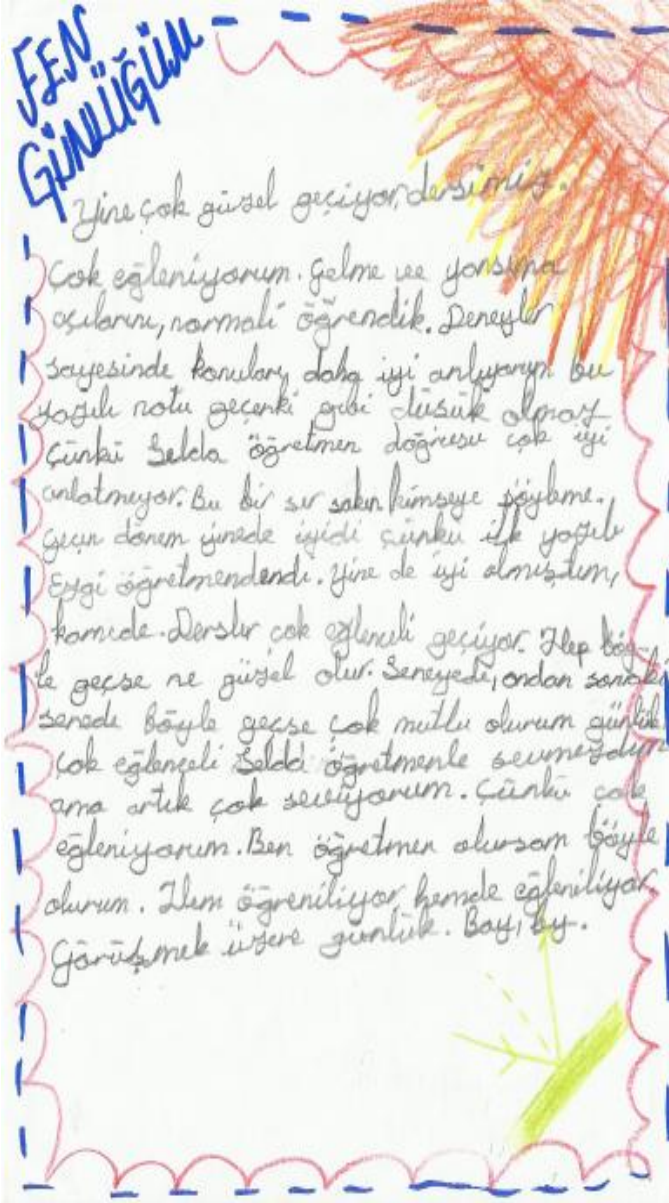 FEN
GÜNLÜĞÜM
Yine çok güzel geçiyor, dersimiz.
Çok eğleniyorum. Gelme ve yansıma
açılarını, normali öğrendik. Deneyler
sayesinde konuları, daha iyi anlıyorum bu
yazılı notu geçenki gibi düşük olmaz
Çünkü Selda öğretmen doğrusu çok iyi
anlatmıyor. Bu bir sır sakın kimseye söyleme.
geçen dönem yinede iyidi çünkü ilk yazılı
Ezgi öğretmendendi. Yine de iyi almıştım,
karnede. Dersler çok eğlenceli geçiyor. Hep böy-
le geçse ne güzel olur. Seneyede, ondan sonraki
senede böyle geçse çok mutlu olurum günlük
çok eğlenceli Selda öğretmenle sevmezdim
ama artık çok seviyorum. Çünkü çok
eğleniyorum. Ben öğretmen olursam böyle
olurum. Hem öğreniliyor, hemde eğleniliyor.
Görüşmek üzere günlük. Bay, by.